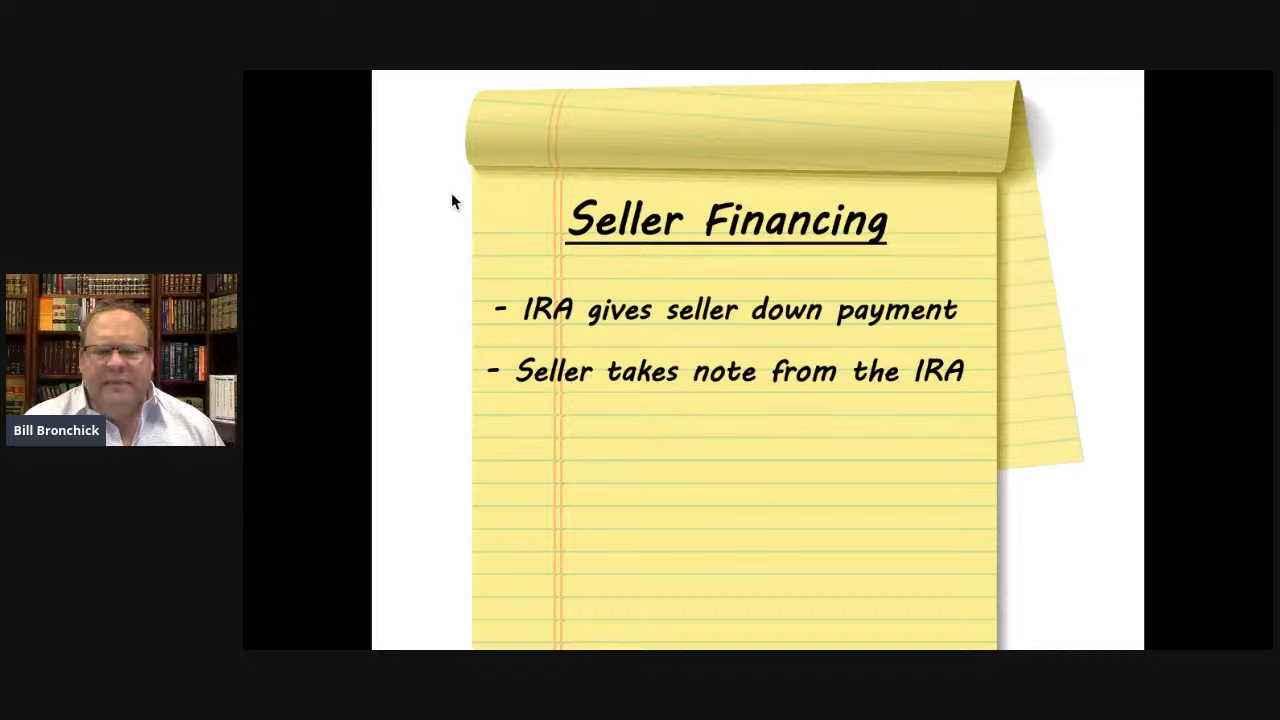 Seller Financing
- IRA gives seller down payment
- Seller takes note from the IRA
Bill Bronchick